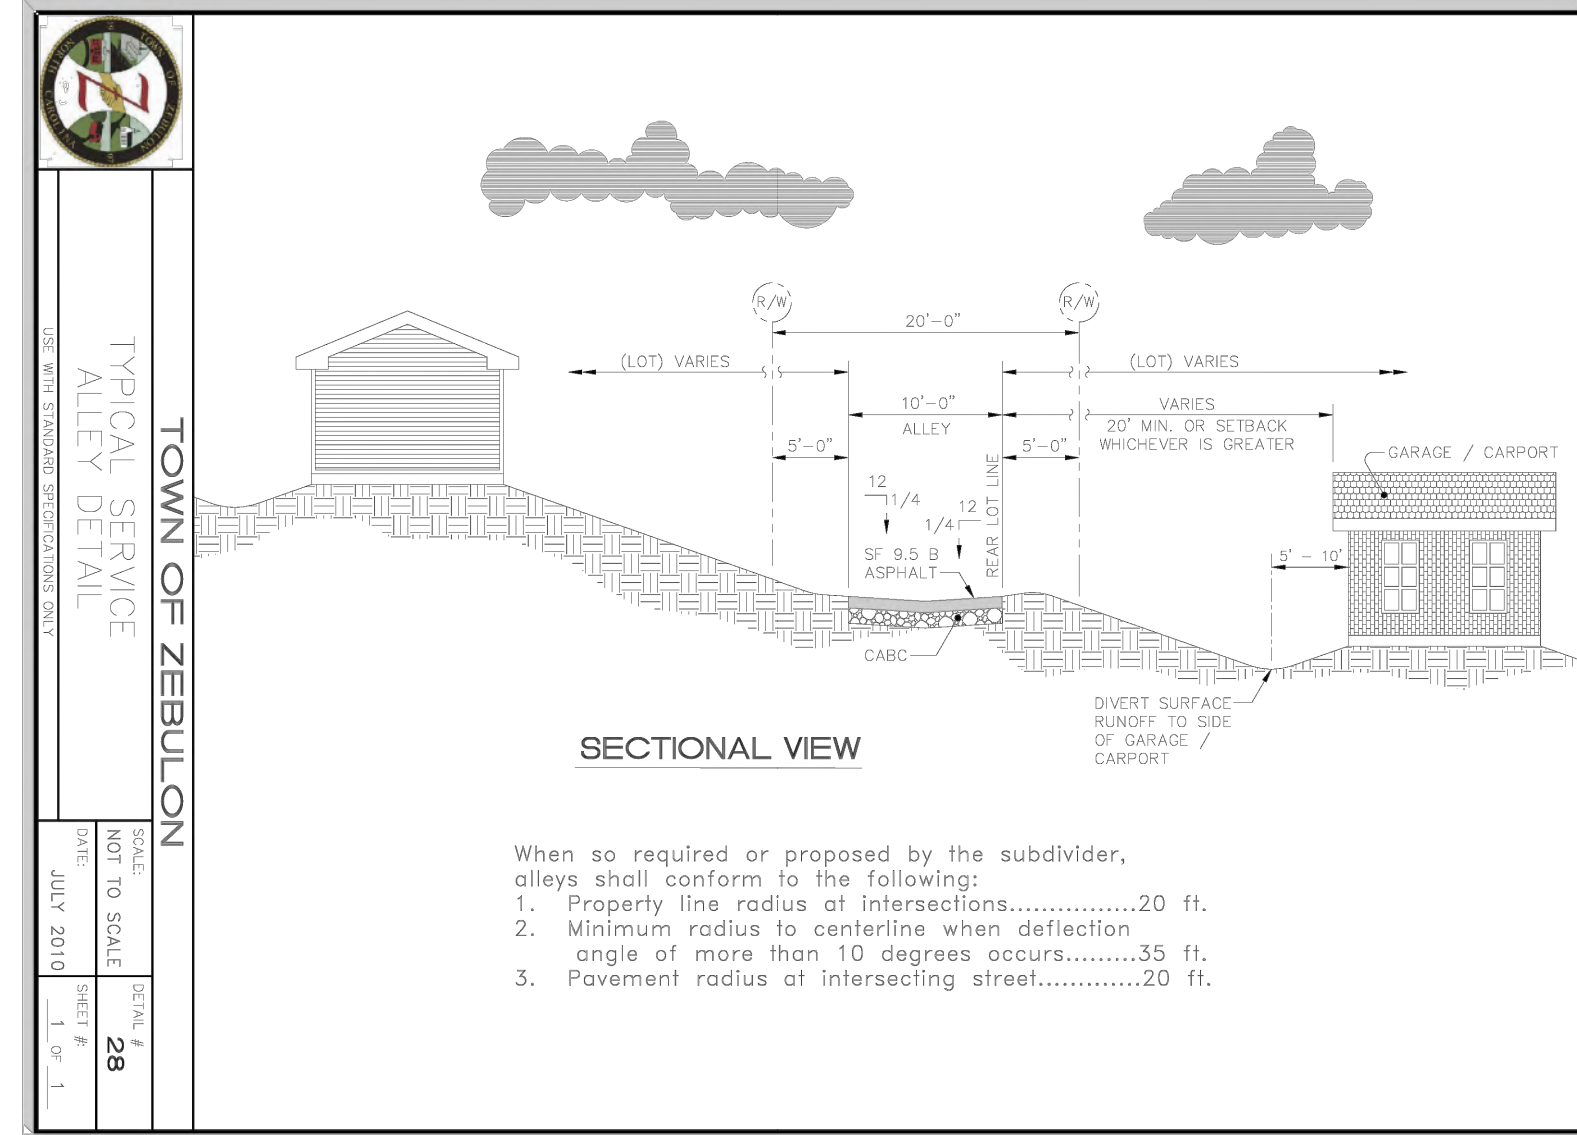 TOWN OF ZEBULON
NORTH CAROLINA
TOWN OF ZEBULON
TYPICAL SERVICE
ALLEY DETAIL
USE WITH STANDARD SPECIFICATIONS ONLY
SCALE:
NOT TO SCALE
DATE:
JULY 2010
DETAIL #
28
SHEET #:
1 OF 1
R/W
R/W
20'-0"
(LOT) VARIES
(LOT) VARIES
10'-0"
ALLEY
VARIES
20' MIN. OR SETBACK
WHICHEVER IS GREATER
5'-0"
5'-0"
GARAGE / CARPORT
REAR LOT LINE
12
1/4
12
1/4
SF 9.5 B
ASPHALT
5' - 10'
CABC
DIVERT SURFACE
RUNOFF TO SIDE
OF GARAGE /
CARPORT
SECTIONAL VIEW
When so required or proposed by the subdivider,
alleys shall conform to the following:
1. Property line radius at intersections................20 ft.
2. Minimum radius to centerline when deflection
angle of more than 10 degrees occurs.........35 ft.
3. Pavement radius at intersecting street.............20 ft.